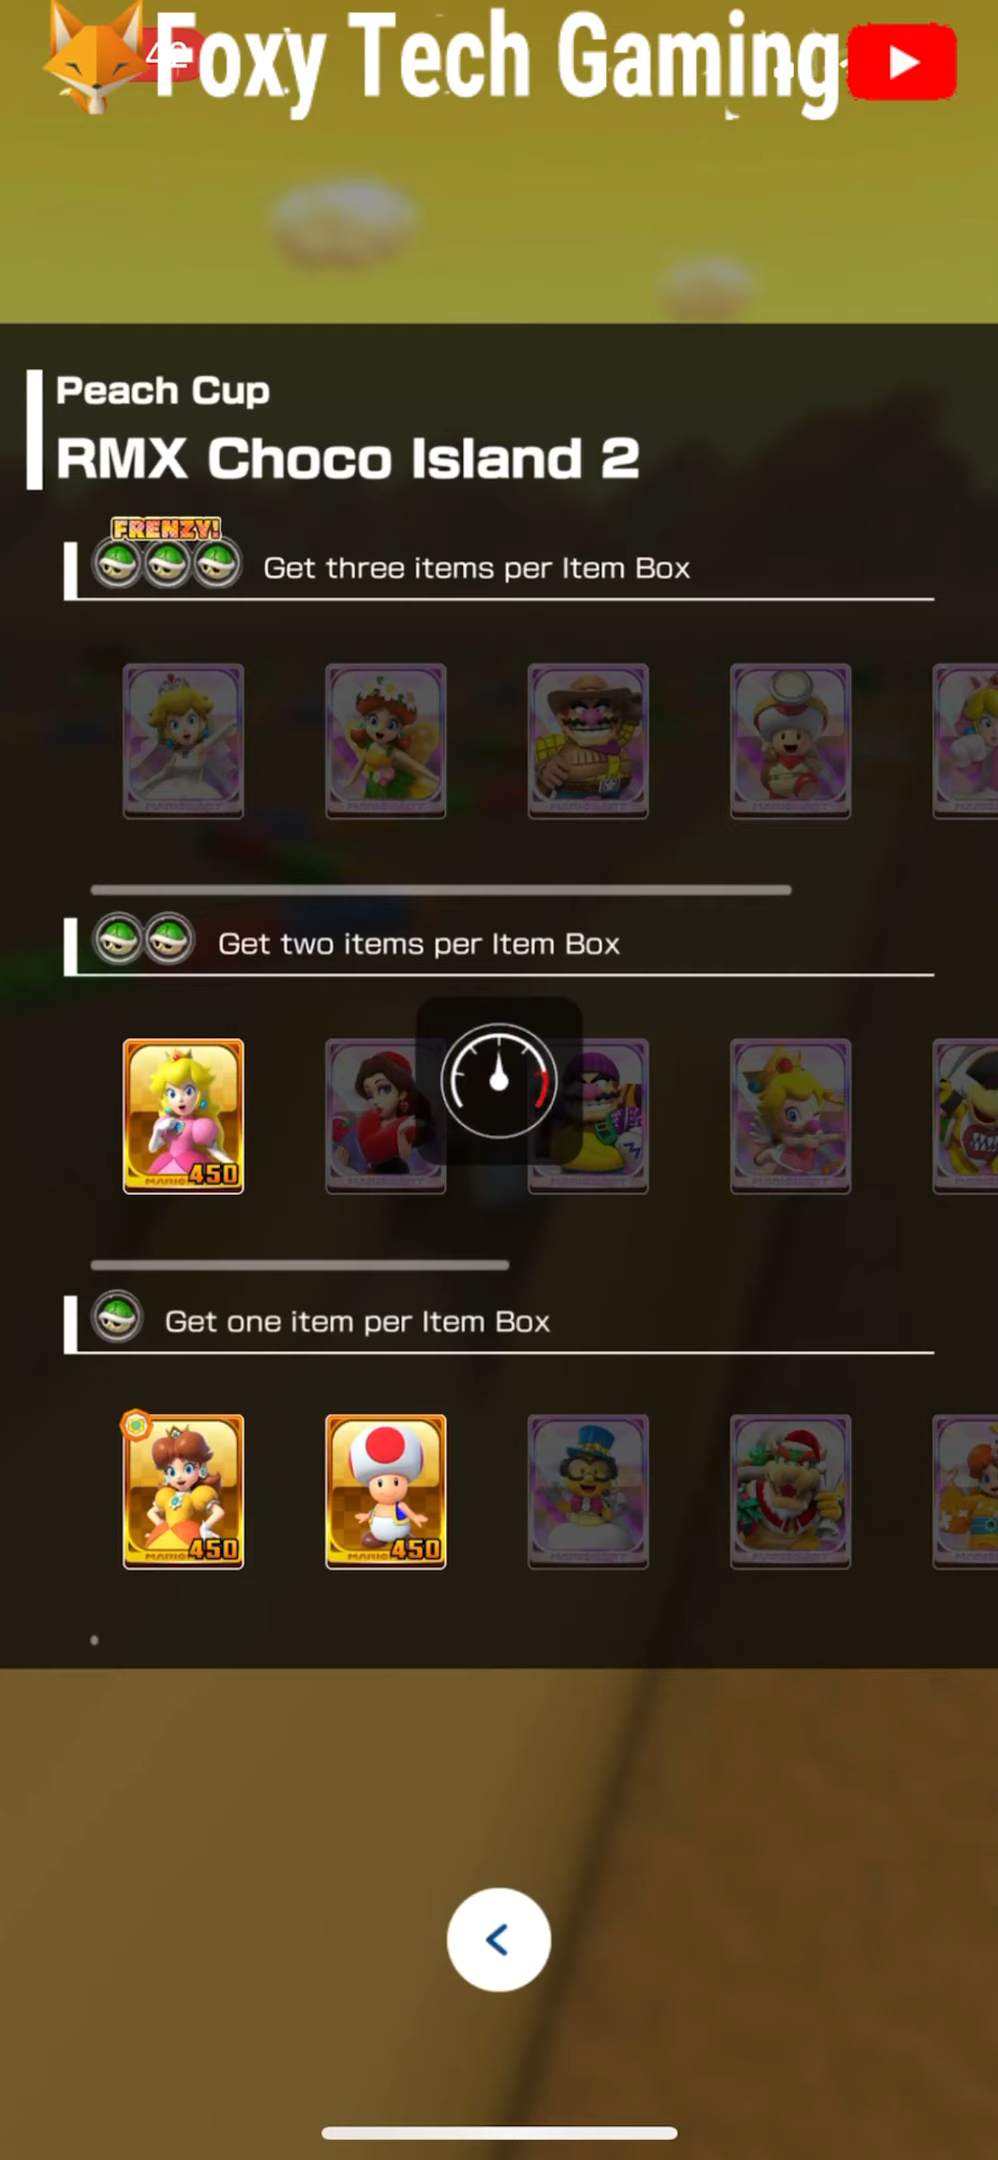 Foxy Tech Gaming
Peach Cup
RMX Choco Island 2
FRENZY!
Get three items per Item Box
Get two items per Item Box
450
Get one item per Item Box
450
450